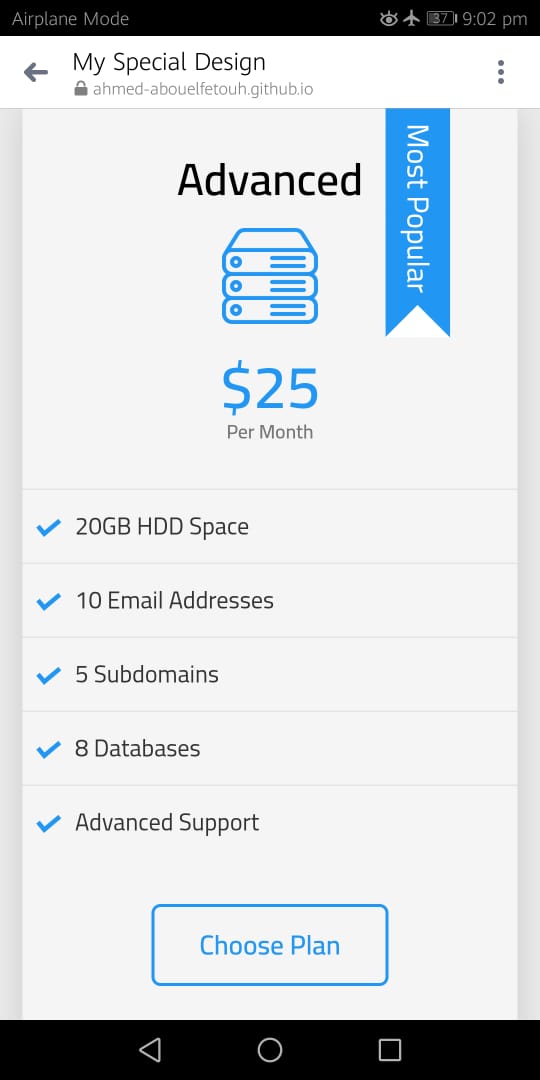 Airplane Mode
37 9:02 pm
My Special Design
ahmed-abouelfetouh.github.io
Most Popular
Advanced
$25
Per Month
20GB HDD Space
10 Email Addresses
5 Subdomains
8 Databases
Advanced Support
Choose Plan